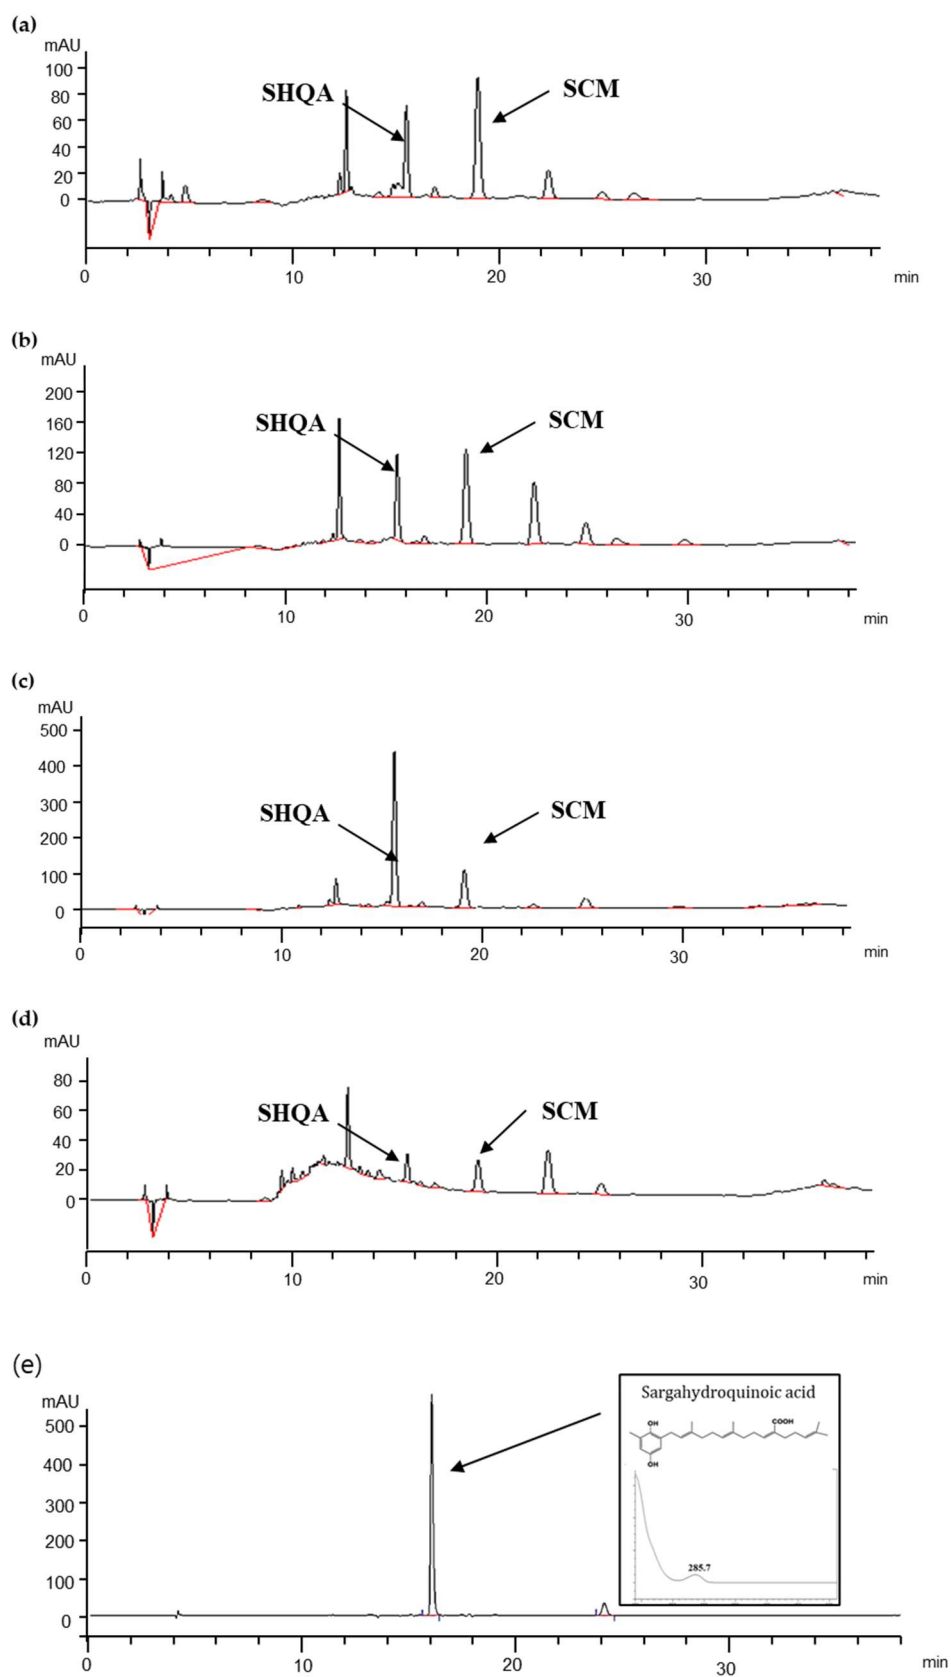 (a)
mAU
100
80
60
40
20
0
SHQA
SCM
0 10 20 30 min
(b)
mAU
200
160
120
80
40
0
SHQA
SCM
0 10 20 30 min
(c)
mAU
500
400
300
200
100
0
SHQA
SCM
0 10 20 30 min
(d)
mAU
80
60
40
20
0
SHQA
SCM
0 10 20 30 min
(e)
mAU
500
400
300
200
100
0
Sargahydroquinoic acid
OH
COOH
OH
285.7
0 10 20 30 min